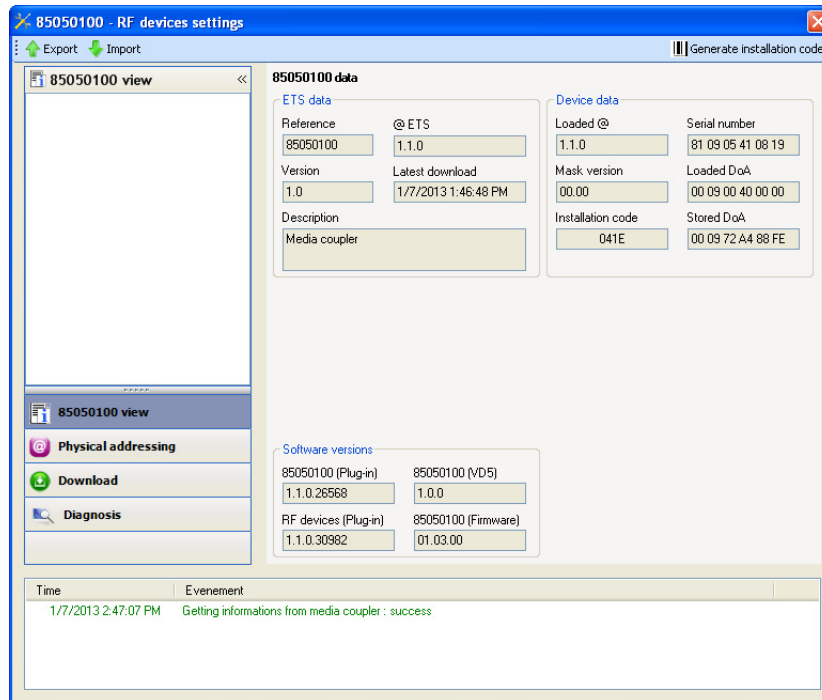 85050100 - RF devices settings
Export Import Generate installation code
85050100 view «
85050100 data
ETS data
Reference @ ETS
85050100 1.1.0
Version Latest download
1.0 1/7/2013 1:46:48 PM
Description
Media coupler
Device data
Loaded @ Serial number
1.1.0 81 09 05 41 08 19
Mask version Loaded DoA
00.00 00 09 00 40 00 00
Installation code Stored DoA
041E 00 09 72 A4 88 FE
85050100 view
Physical addressing
Download
Diagnosis
Software versions
85050100 (Plug-in) 85050100 (VD5)
1.1.0.26568 1.0.0
RF devices (Plug-in) 85050100 (Firmware)
1.1.0.30982 01.03.00
Time Evenement
1/7/2013 2:47:07 PM Getting informations from media coupler : success